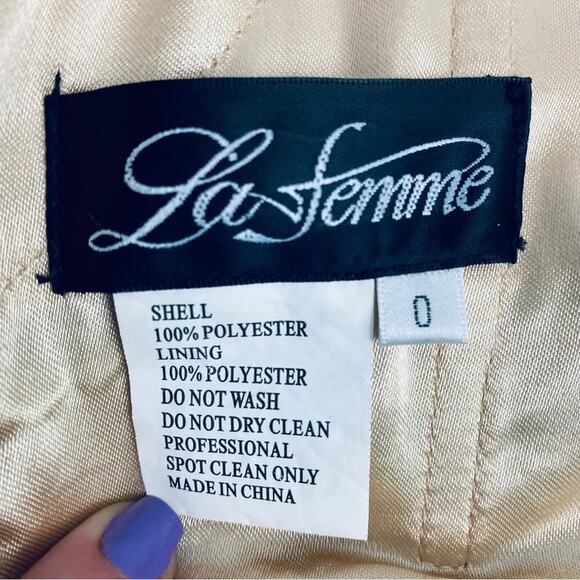 La Femme
0
SHELL
100% POLYESTER
LINING
100% POLYESTER
DO NOT WASH
DO NOT DRY CLEAN
PROFESSIONAL
SPOT CLEAN ONLY
MADE IN CHINA